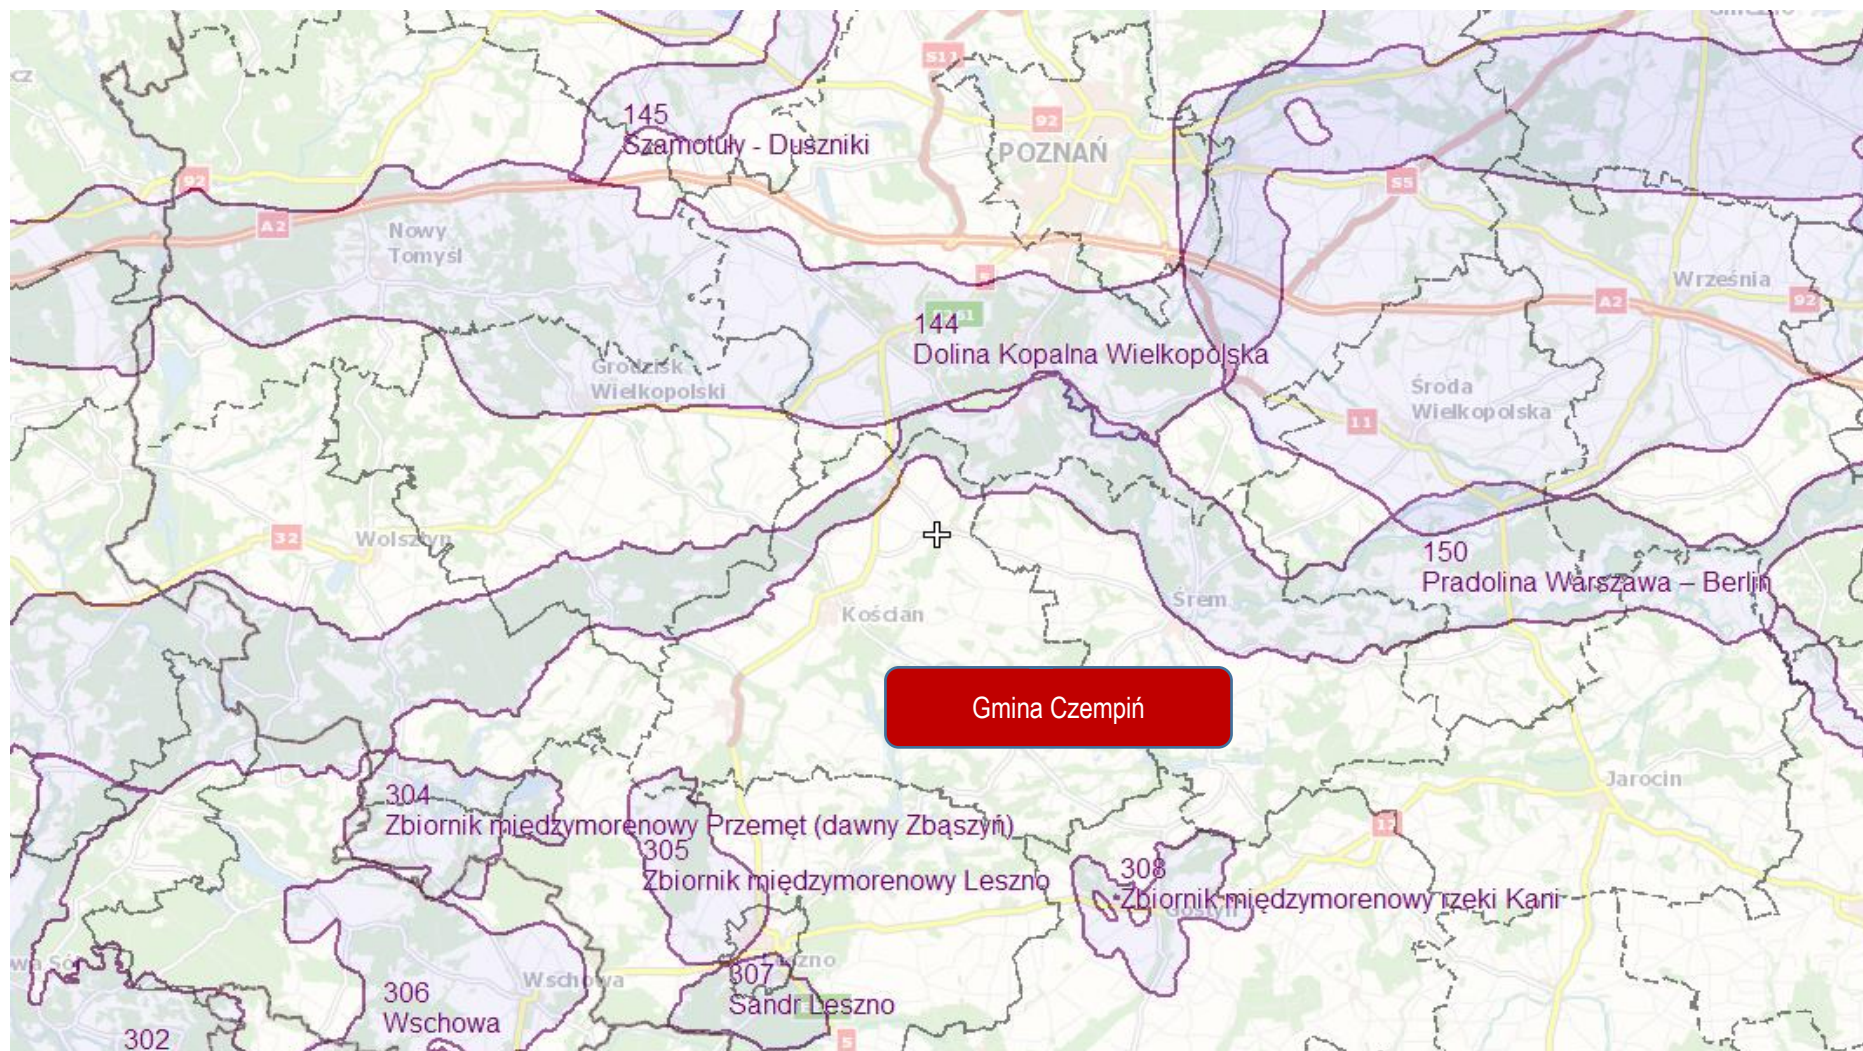 S11
145
Szamotuły - Duszniki
92
POZNAŃ
92
S5
A2
Nowy
Tomyśl
Września
A2
92
144
Dolina Kopalna Wielkopolska
Grodzisk
Wielkopolski
Środa
Wielkopolska
11
32
Wolsztyn
150
Pradolina Warszawa – Berlin
Śrem
Kościan
Gmina Czempiń
Jarocin
304
Zbiornik międzymorenowy Przemęt (dawny Zbąszyń)
12
305
Zbiornik międzymorenowy Leszno
308
Zbiornik międzymorenowy rzeki Kani
Gostyń
Leszno
307
Sandr Leszno
Wschowa
306
Wschowa
302
5